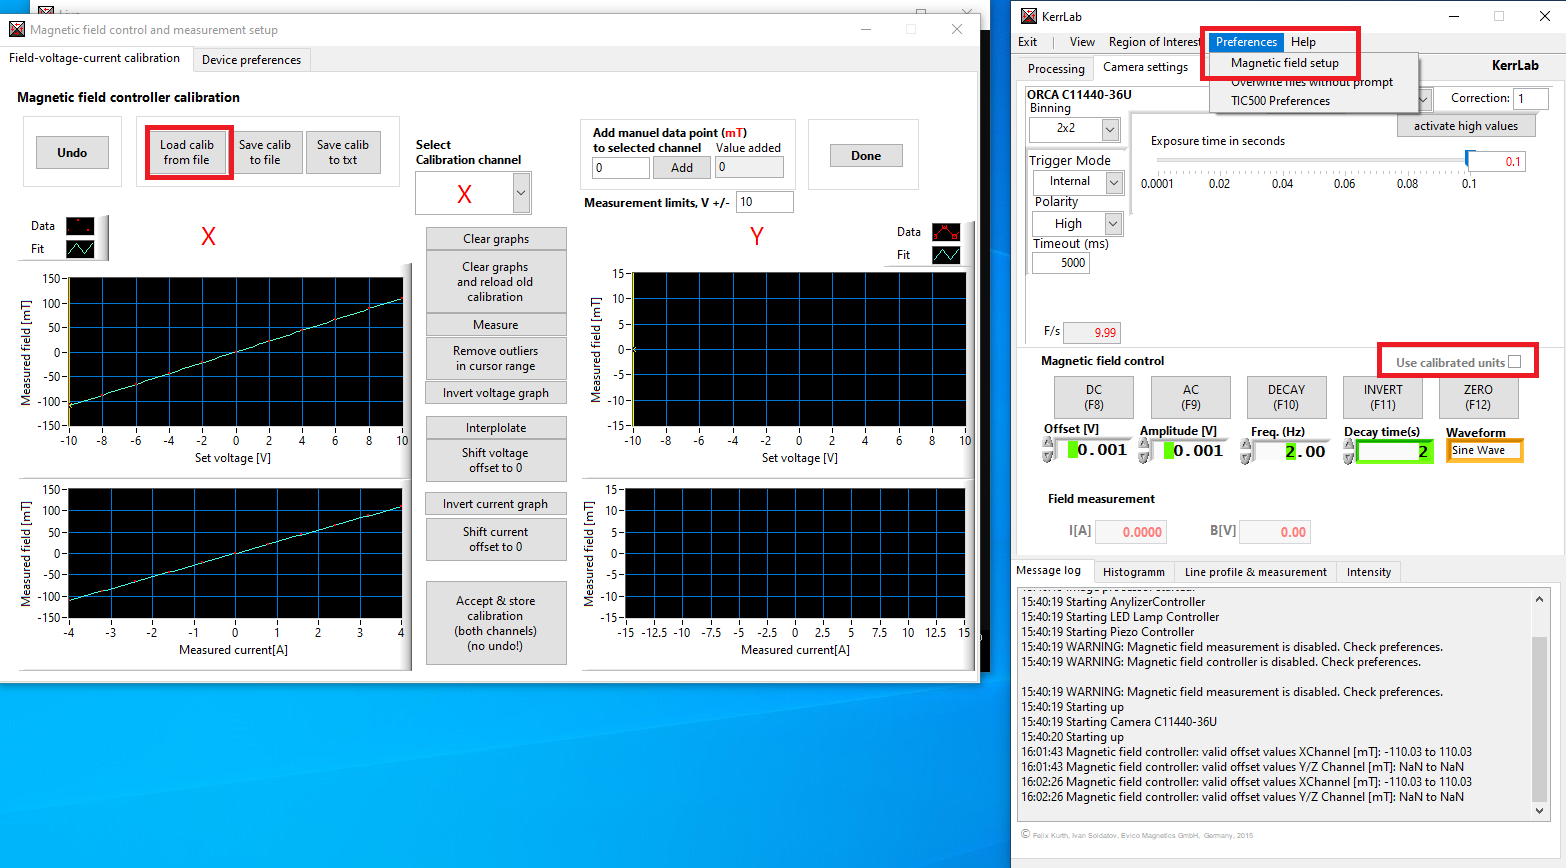 Magnetic field control and measurement setup
Field-voltage-current calibration
Device preferences
Magnetic field controller calibration
Undo
Load calib
from file
Save calib
to file
Save calib
to txt
Select
Calibration channel
X
Add manuel data point (mT)
to selected channel
Value added
0
Add
0
Measurement limits, V +/-
10
Done
Data
Fit
X
Measured field [mT]
150
100
50
0
-50
-100
-150
-10 -8 -6 -4 -2 0 2 4 6 8 10
Set voltage [V]
Measured field [mT]
150
100
50
0
-50
-100
-150
-4 -3 -2 -1 0 1 2 3 4
Measured current[A]
Clear graphs
Clear graphs
and reload old
calibration
Measure
Remove outliers
in cursor range
Invert voltage graph
Interpolate
Shift voltage
offset to 0
Invert current graph
Shift current
offset to 0
Accept & store
calibration
(both channels)
(no undo!)
Y
Data
Fit
Measured field [mT]
15
10
5
0
-5
-10
-15
-10 -8 -6 -4 -2 0 2 4 6 8 10
Set voltage [V]
Measured field [mT]
15
10
5
0
-5
-10
-15
-15 -12.5 -10 -7.5 -5 -2.5 0 2.5 5 7.5 10 12.5 15
Measured current[A]
KerrLab
Exit View Region of Interest Preferences Help
Magnetic field setup
Overwrite files without prompt
TIC500 Preferences
Processing
Camera settings
KerrLab
ORCA C11440-36U
Binning
2x2
Correction: 1
activate high values
Exposure time in seconds
0.1
0.0001 0.02 0.04 0.06 0.08 0.1
Trigger Mode
Internal
Polarity
High
Timeout (ms)
5000
F/s 9.99
Magnetic field control
Use calibrated units
DC
(F8)
AC
(F9)
DECAY
(F10)
INVERT
(F11)
ZERO
(F12)
Offset [V]
0.001
Amplitude [V]
0.001
Freq. (Hz)
2.00
Decay time(s)
2
Waveform
Sine Wave
Field measurement
I[A] 0.0000 B[V] 0.00
Message log
Histogramm
Line profile & measurement
Intensity
15:40:19 Starting AnylizerController
15:40:19 Starting LED Lamp Controller
15:40:19 Starting Piezo Controller
15:40:19 WARNING: Magnetic field measurement is disabled. Check preferences.
15:40:19 WARNING: Magnetic field controller is disabled. Check preferences.
15:40:19 WARNING: Magnetic field measurement is disabled. Check preferences.
15:40:19 Starting up
15:40:19 Starting Camera C11440-36U
15:40:20 Starting up
16:01:43 Magnetic field controller: valid offset values XChannel [mT]: -110.03 to 110.03
16:01:43 Magnetic field controller: valid offset values Y/Z Channel [mT]: NaN to NaN
16:02:26 Magnetic field controller: valid offset values XChannel [mT]: -110.03 to 110.03
16:02:26 Magnetic field controller: valid offset values Y/Z Channel [mT]: NaN to NaN
© Felix Kurth, Ivan Soldatov, Evico Magnetics GmbH, Germany, 2015